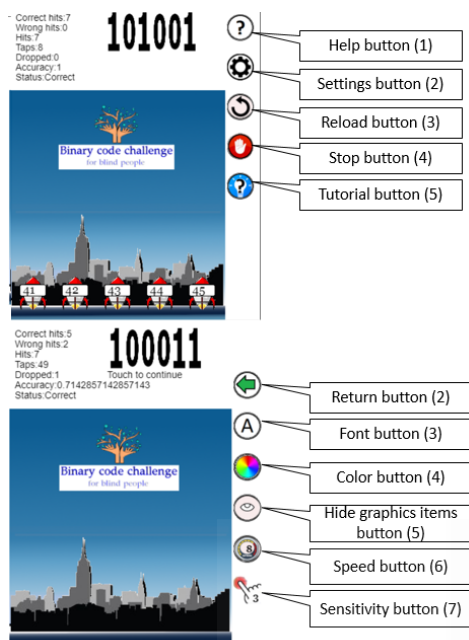 Correct hits:7
Wrong hits:0
Hits:7
Taps:8
Dropped:0
Accuracy:1
Status:Correct
101001
?
Help button (1)
Settings button (2)
Reload button (3)
Stop button (4)
?
Tutorial button (5)
Binary code challenge
for blind people
41 42 43 44 45
Correct hits:5
Wrong hits:2
Hits:7
Taps:49
Dropped:1
Accuracy:0.7142857142857143
Status:Correct
100011
Touch to continue
Return button (2)
A
Font button (3)
Color button (4)
Hide graphics items
button (5)
8
Speed button (6)
3
Sensitivity button (7)
Binary code challenge
for blind people